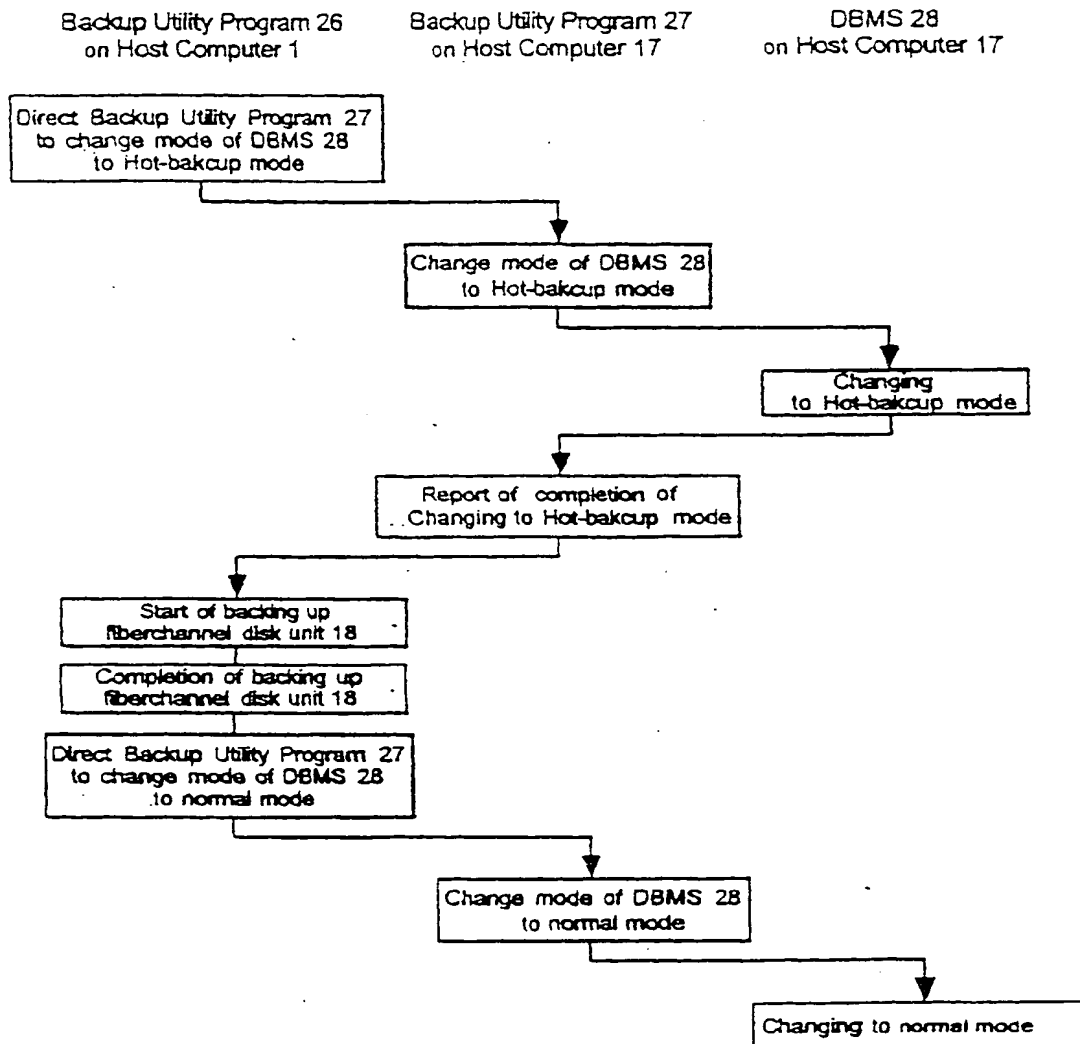 Backup Utility Program 26
on Host Computer 1
Backup Utility Program 27
on Host Computer 17
DBMS 28
on Host Computer 17
Direct Backup Utility Program 27
to change mode of DBMS 28
to Hot-bakcup mode
Change mode of DBMS 28
to Hot-bakcup mode
Changing
to Hot-bakcup mode
Report of completion of
Changing to Hot-bakcup mode
Start of backing up
fiberchannel disk unit 18
Completion of backing up
fiberchannel disk unit 18
Direct Backup Utility Program 27
to change mode of DBMS 28
to normal mode
Change mode of DBMS 28
to normal mode
Changing to normal mode